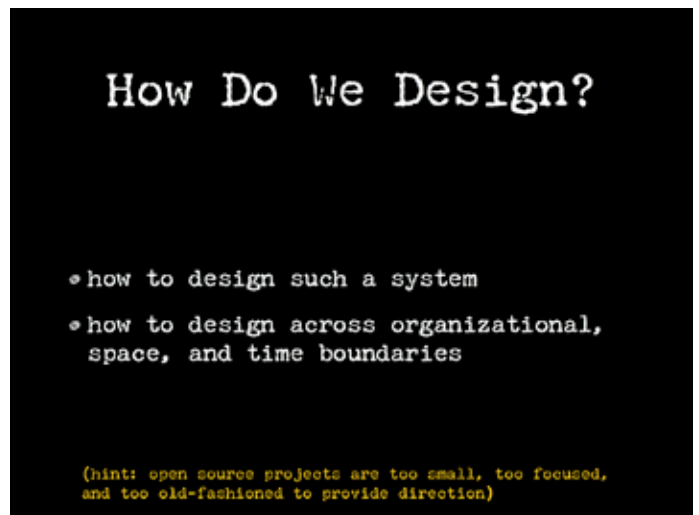 How Do We Design?
how to design such a system
how to design across organizational,
space, and time boundaries
(hint: open source projects are too small, too focused,
and too old-fashioned to provide direction)